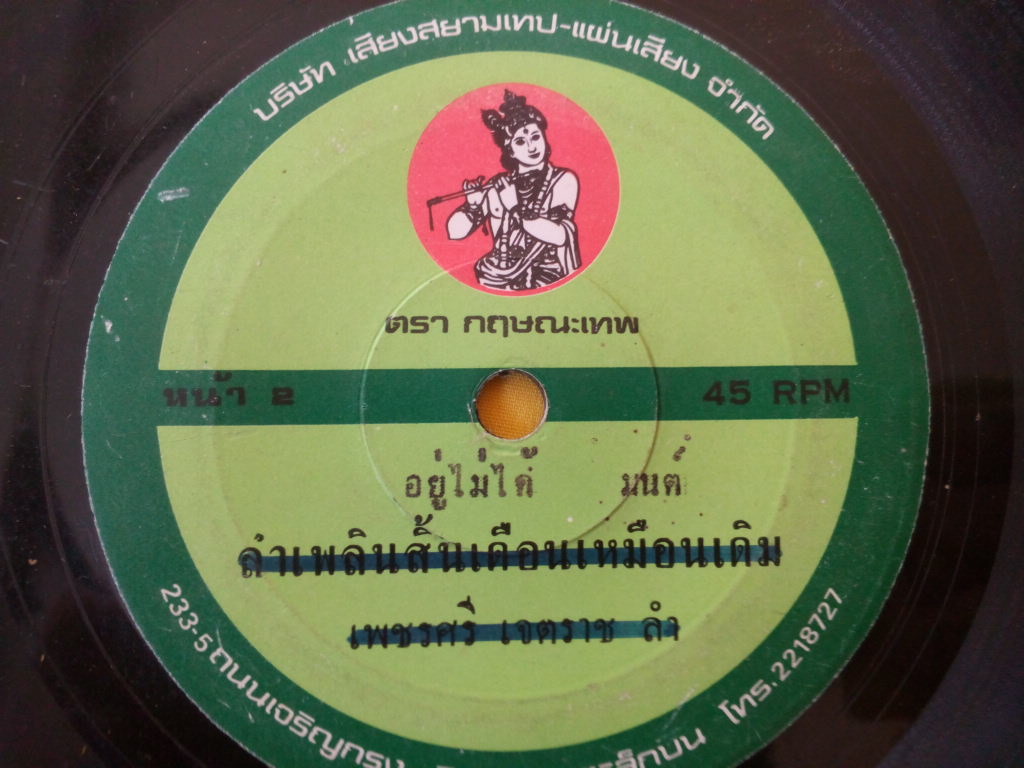 บริษัท เสียงสยามเทป-แผ่นเสียง จำกัด
ตรา กฤษณะเทพ
หน้า 2 45 RPM
อยู่ไม่ได้ มนต์
ลำเพลินสิ้นเดือนเหมือนเดิม
เพชรศรี เจตราช ลำ
233-5 ถนนเจริญกรุง โทร. 2218727